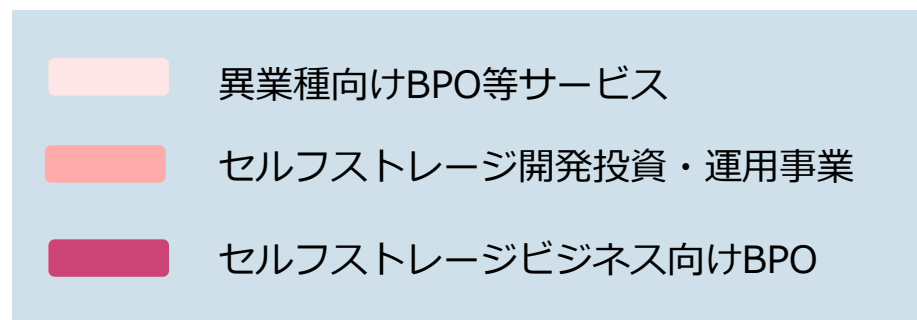 異業種向けBPO等サービス
セルフストレージ開発投資・運用事業
セルフストレージビジネス向けBPO